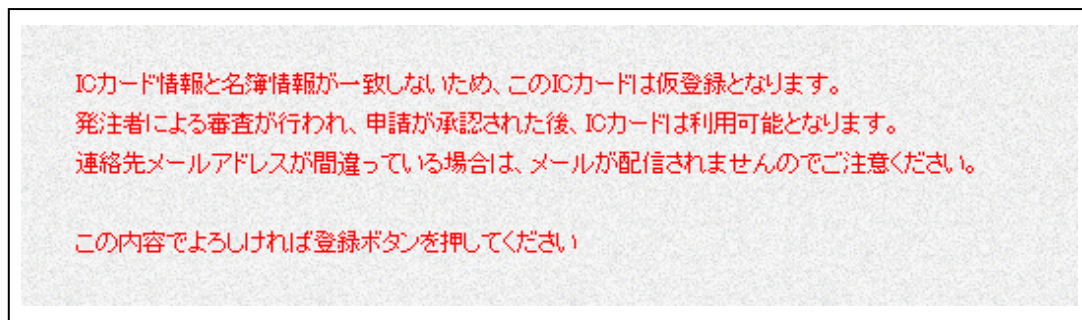 ICカード情報と名簿情報が一致しないため、このICカードは仮登録となります。
発注者による審査が行われ、申請が承認された後、ICカードは利用可能となります。
連絡先メールアドレスが間違っている場合は、メールが配信されませんのでご注意ください。
この内容でよろしければ登録ボタンを押してください